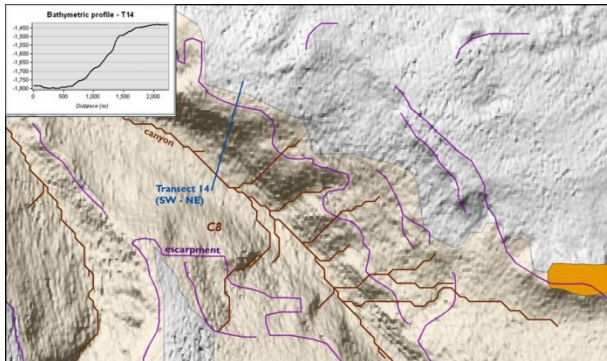 Bathymetric profile - T14
-1,450
-1,500
-1,550
-1,600
-1,650
-1,700
-1,750
-1,800
0
500
1,000
1,500
2,000
Distance (m)
canyon
Transect 14
(SW - NE)
C8
escarpment